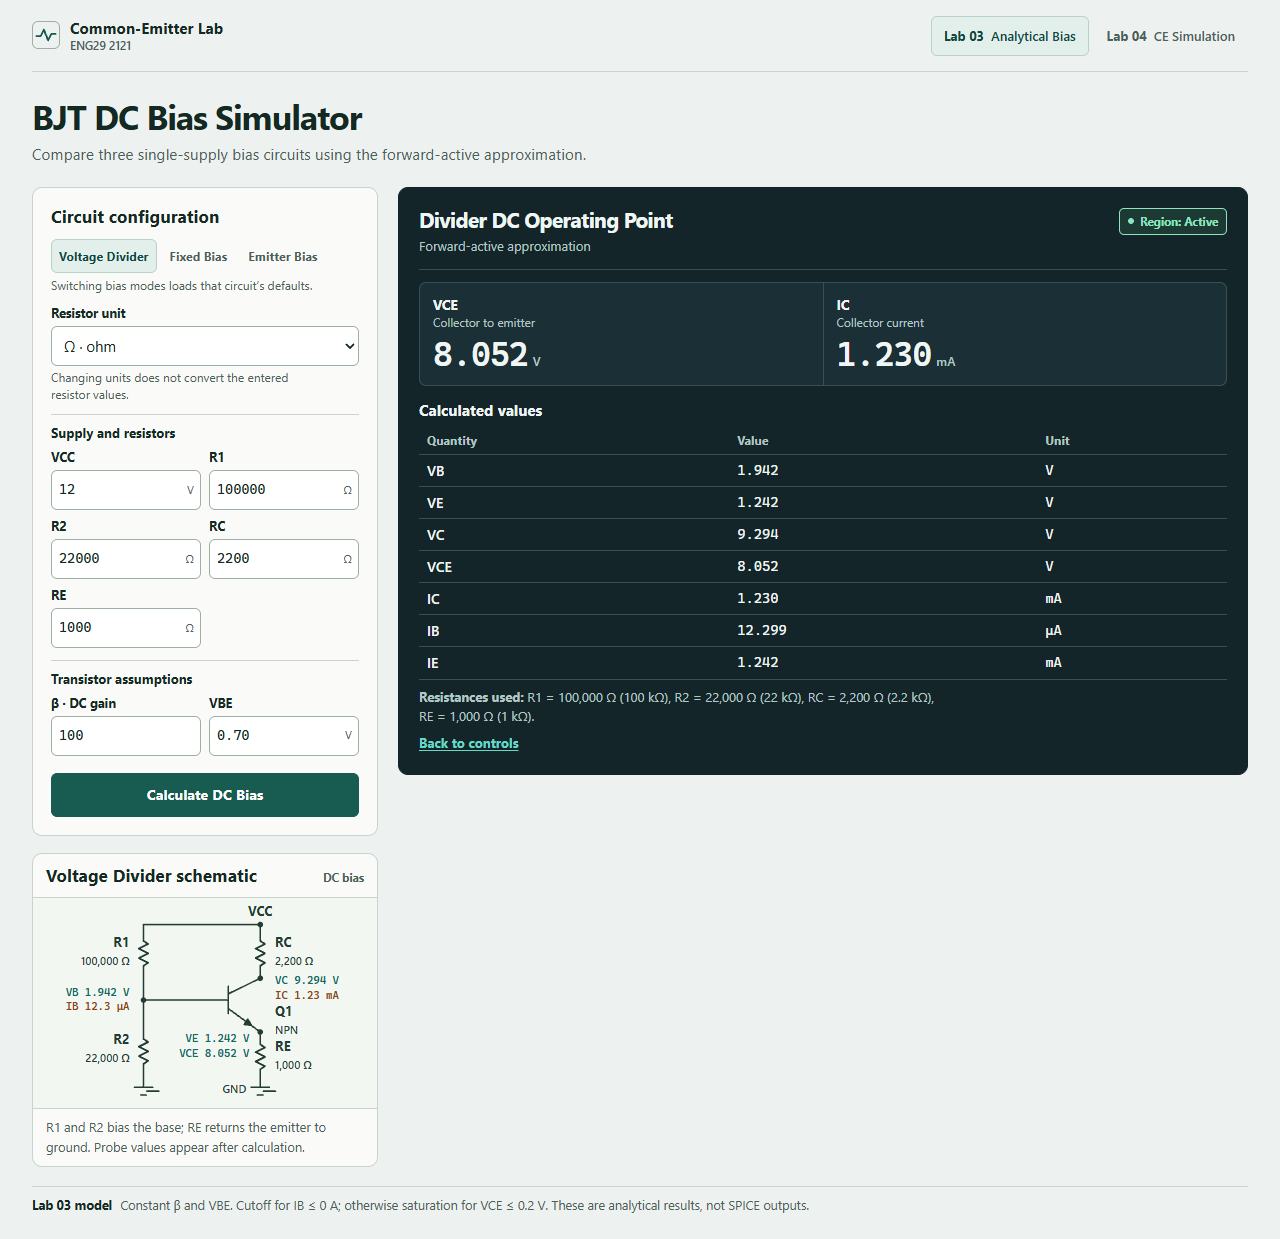 Common-Emitter Lab
ENG29 2121
Lab 03 Analytical Bias
Lab 04 CE Simulation
BJT DC Bias Simulator
Compare three single-supply bias circuits using the forward-active approximation.
Circuit configuration
Voltage Divider
Fixed Bias
Emitter Bias
Switching bias modes loads that circuit's defaults.
Resistor unit
Ω · ohm
Changing units does not convert the entered
resistor values.
Supply and resistors
VCC
R1
12 V
100000 Ω
R2
RC
22000 Ω
2200 Ω
RE
1000 Ω
Transistor assumptions
β · DC gain
VBE
100
0.70 V
Calculate DC Bias
Divider DC Operating Point
Forward-active approximation
Region: Active
VCE
Collector to emitter
8.052 V
IC
Collector current
1.230 mA
Calculated values
Quantity Value Unit
VB 1.942 V
VE 1.242 V
VC 9.294 V
VCE 8.052 V
IC 1.230 mA
IB 12.299 µA
IE 1.242 mA
Resistances used: R1 = 100,000 Ω (100 kΩ), R2 = 22,000 Ω (22 kΩ), RC = 2,200 Ω (2.2 kΩ),
RE = 1,000 Ω (1 kΩ).
Back to controls
Voltage Divider schematic
DC bias
VCC
R1
100,000 Ω
RC
2,200 Ω
VB 1.942 V
IB 12.3 µA
VC 9.294 V
IC 1.23 mA
Q1
NPN
R2
22,000 Ω
VE 1.242 V
VCE 8.052 V
RE
1,000 Ω
GND
R1 and R2 bias the base; RE returns the emitter to
ground. Probe values appear after calculation.
Lab 03 model Constant β and VBE. Cutoff for IB ≤ 0 A; otherwise saturation for VCE ≤ 0.2 V. These are analytical results, not SPICE outputs.